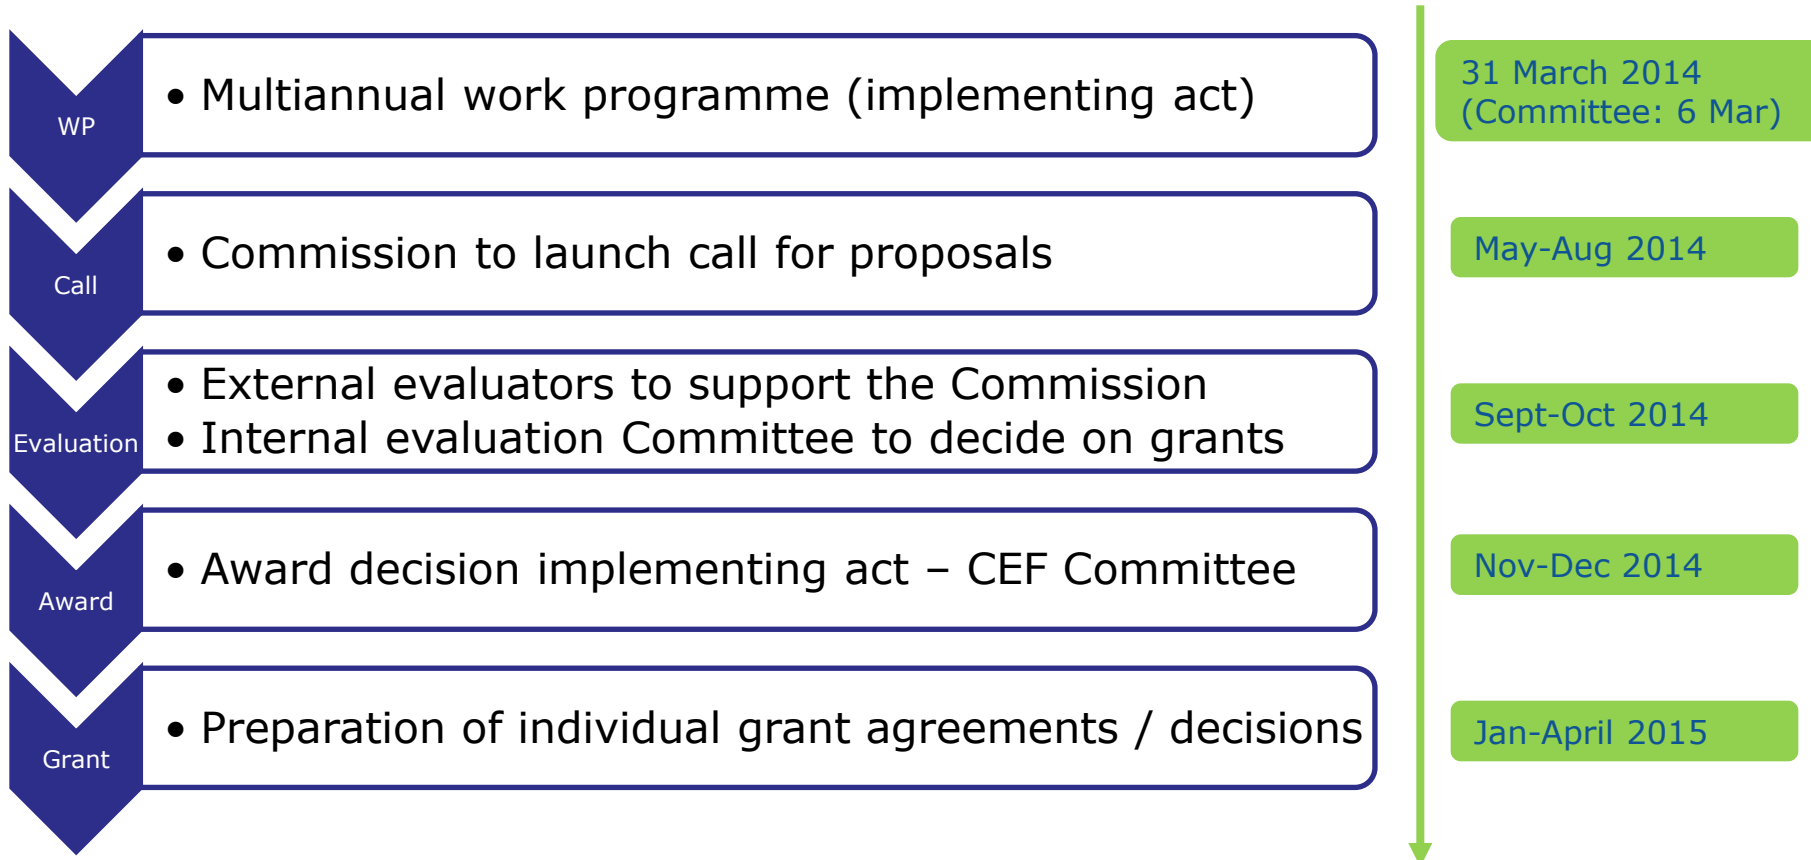 WP
• Multiannual work programme (implementing act)
31 March 2014
(Committee: 6 Mar)
Call
• Commission to launch call for proposals
May-Aug 2014
Evaluation
• External evaluators to support the Commission
• Internal evaluation Committee to decide on grants
Sept-Oct 2014
Award
• Award decision implementing act – CEF Committee
Nov-Dec 2014
Grant
• Preparation of individual grant agreements / decisions
Jan-April 2015